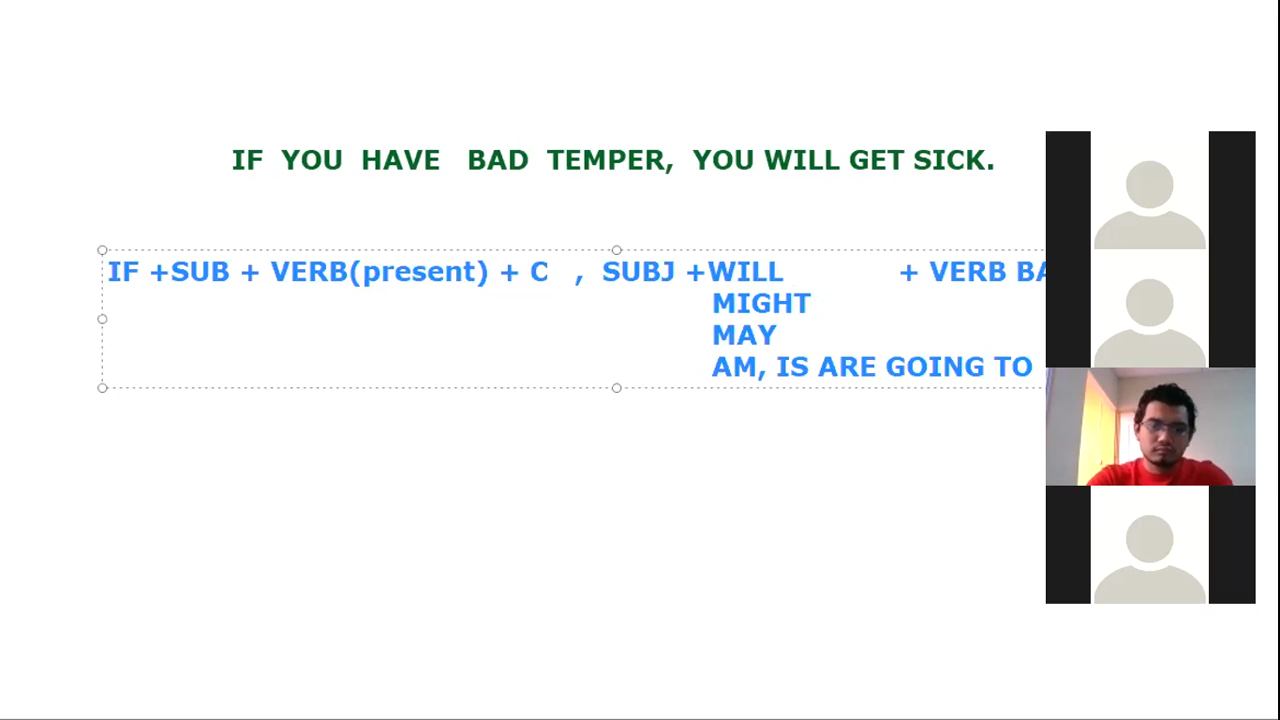 IF YOU HAVE BAD TEMPER, YOU WILL GET SICK.
IF +SUB + VERB(present) + C , SUBJ +WILL + VERB BA
MIGHT
MAY
AM, IS ARE GOING TO